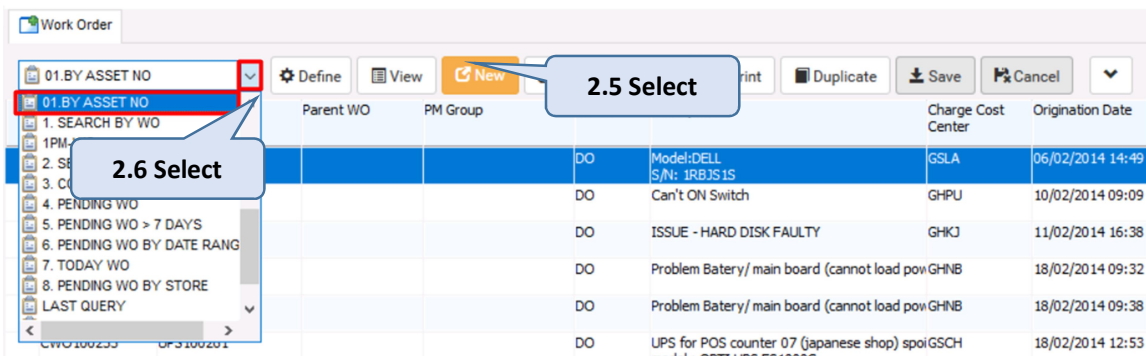 Work Order
01.BY ASSET NO
Define
View
New
Duplicate
Save
Cancel
2.5 Select
01.BY ASSET NO
1. SEARCH BY WO
4. PENDING WO
5. PENDING WO > 7 DAYS
6. PENDING WO BY DATE RANG
7. TODAY WO
8. PENDING WO BY STORE
LAST QUERY
2.6 Select
Parent WO PM Group Charge Cost Center Origination Date
DO Model:DELL GSLA 06/02/2014 14:49
S/N: 1RBJS1S
DO Can't ON Switch GHPU 10/02/2014 09:09
DO ISSUE - HARD DISK FAULTY GHKJ 11/02/2014 16:38
DO Problem Batery/ main board (cannot load pow GHNB 18/02/2014 09:32
DO Problem Batery/ main board (cannot load pow GHNB 18/02/2014 09:38
DO UPS for POS counter 07 (japanese shop) spoi GSCH 18/02/2014 12:53